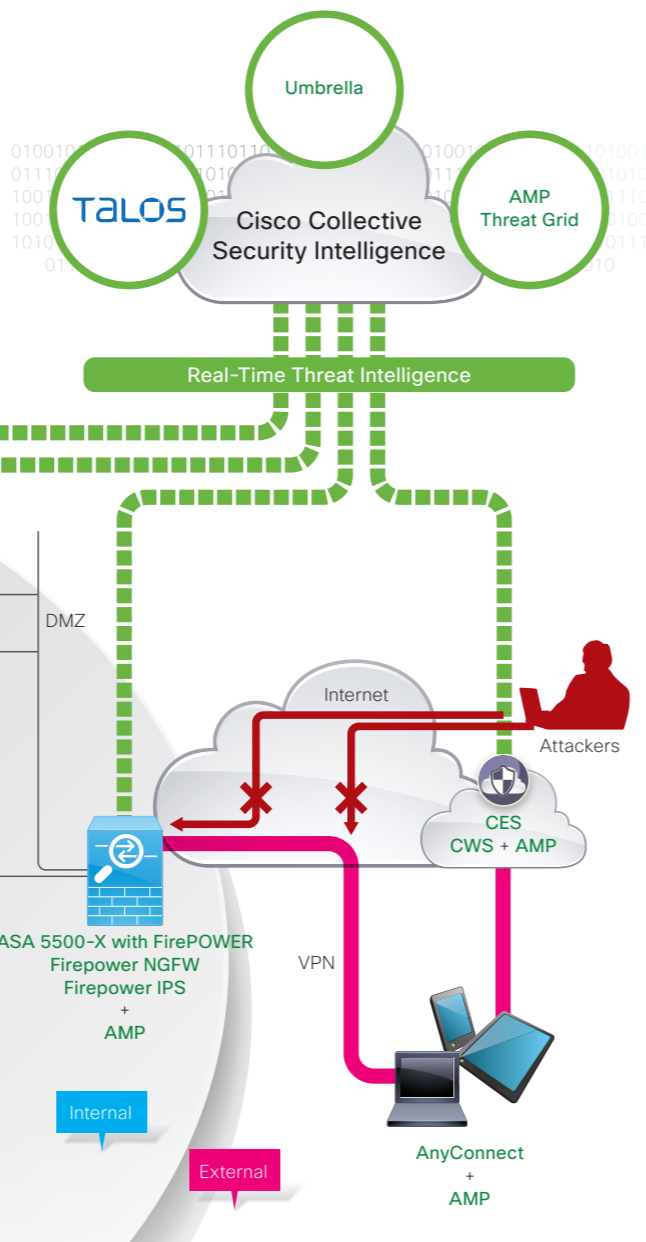 Umbrella
TALOS
AMP
Threat Grid
Cisco Collective
Security Intelligence
Real-Time Threat Intelligence
DMZ
Internet
Attackers
CES
CWS + AMP
ASA 5500-X with FirePOWER
Firepower NGFW
Firepower IPS
+
AMP
VPN
Internal
External
AnyConnect
+
AMP